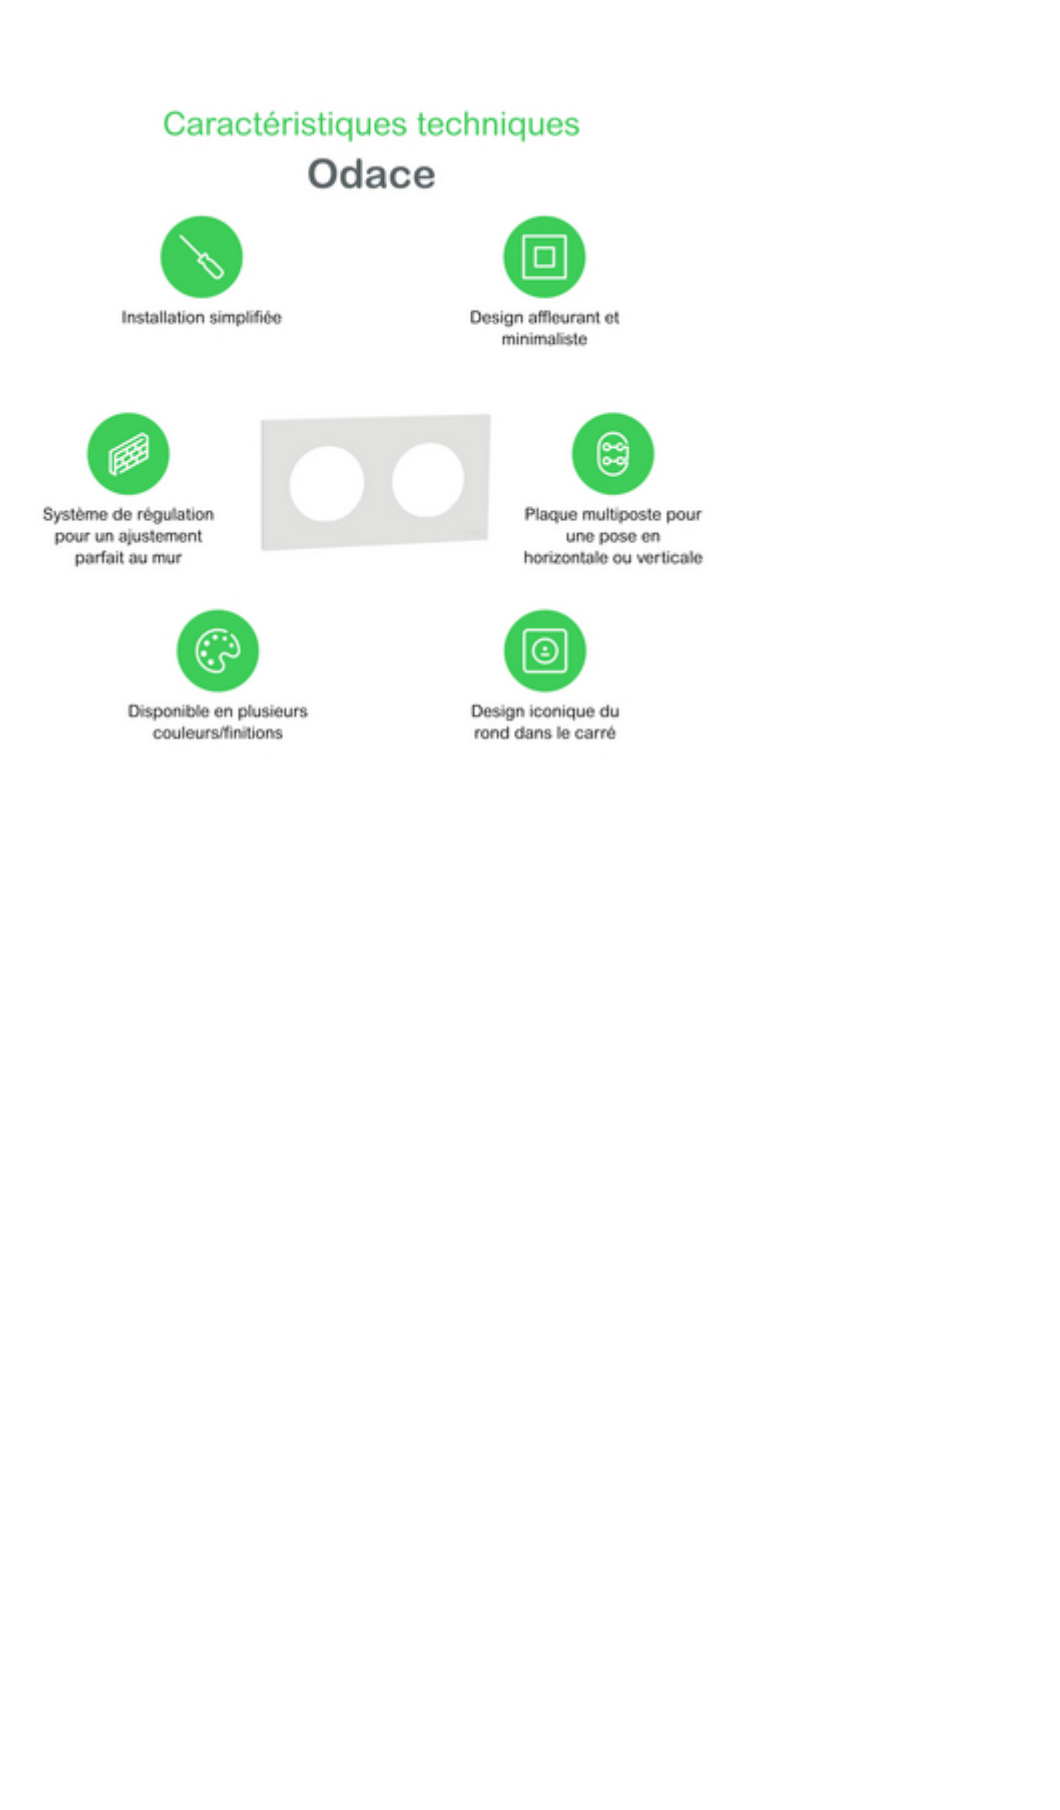 Caractéristiques techniques
Odace
Installation simplifiée
Design affleurant et
minimaliste
Système de régulation
pour un ajustement
parfait au mur
Plaque multiposte pour
une pose en
horizontale ou verticale
Disponible en plusieurs
couleurs/finitions
Design iconique du
rond dans le carré